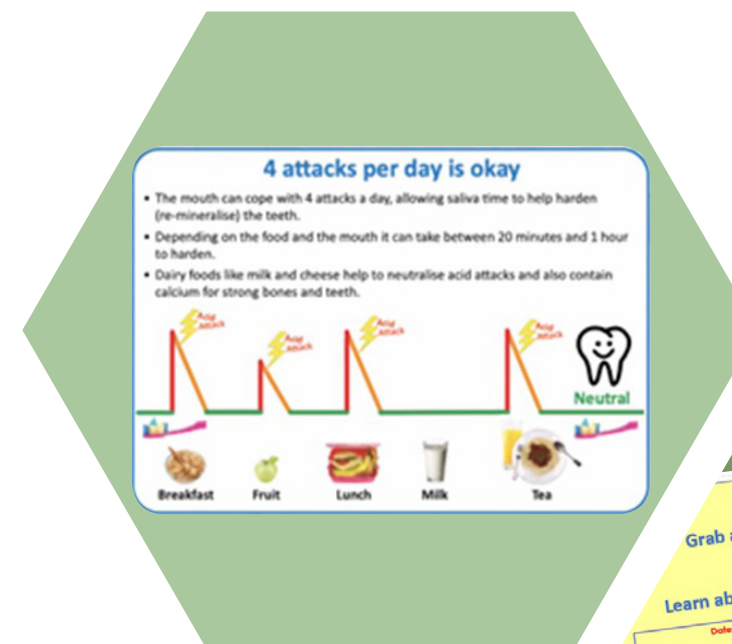 4 attacks per day is okay
• The mouth can cope with 4 attacks a day, allowing saliva time to help harden
(re-mineralise) the teeth.
• Depending on the food and the mouth it can take between 20 minutes and 1 hour
to harden.
• Dairy foods like milk and cheese help to neutralise acid attacks and also contain
calcium for strong bones and teeth.
Acid
Attack
Acid
Attack
Acid
Attack
Acid
Attack
Neutral
Breakfast Fruit Lunch Milk Tea
Grab
Learn
Date